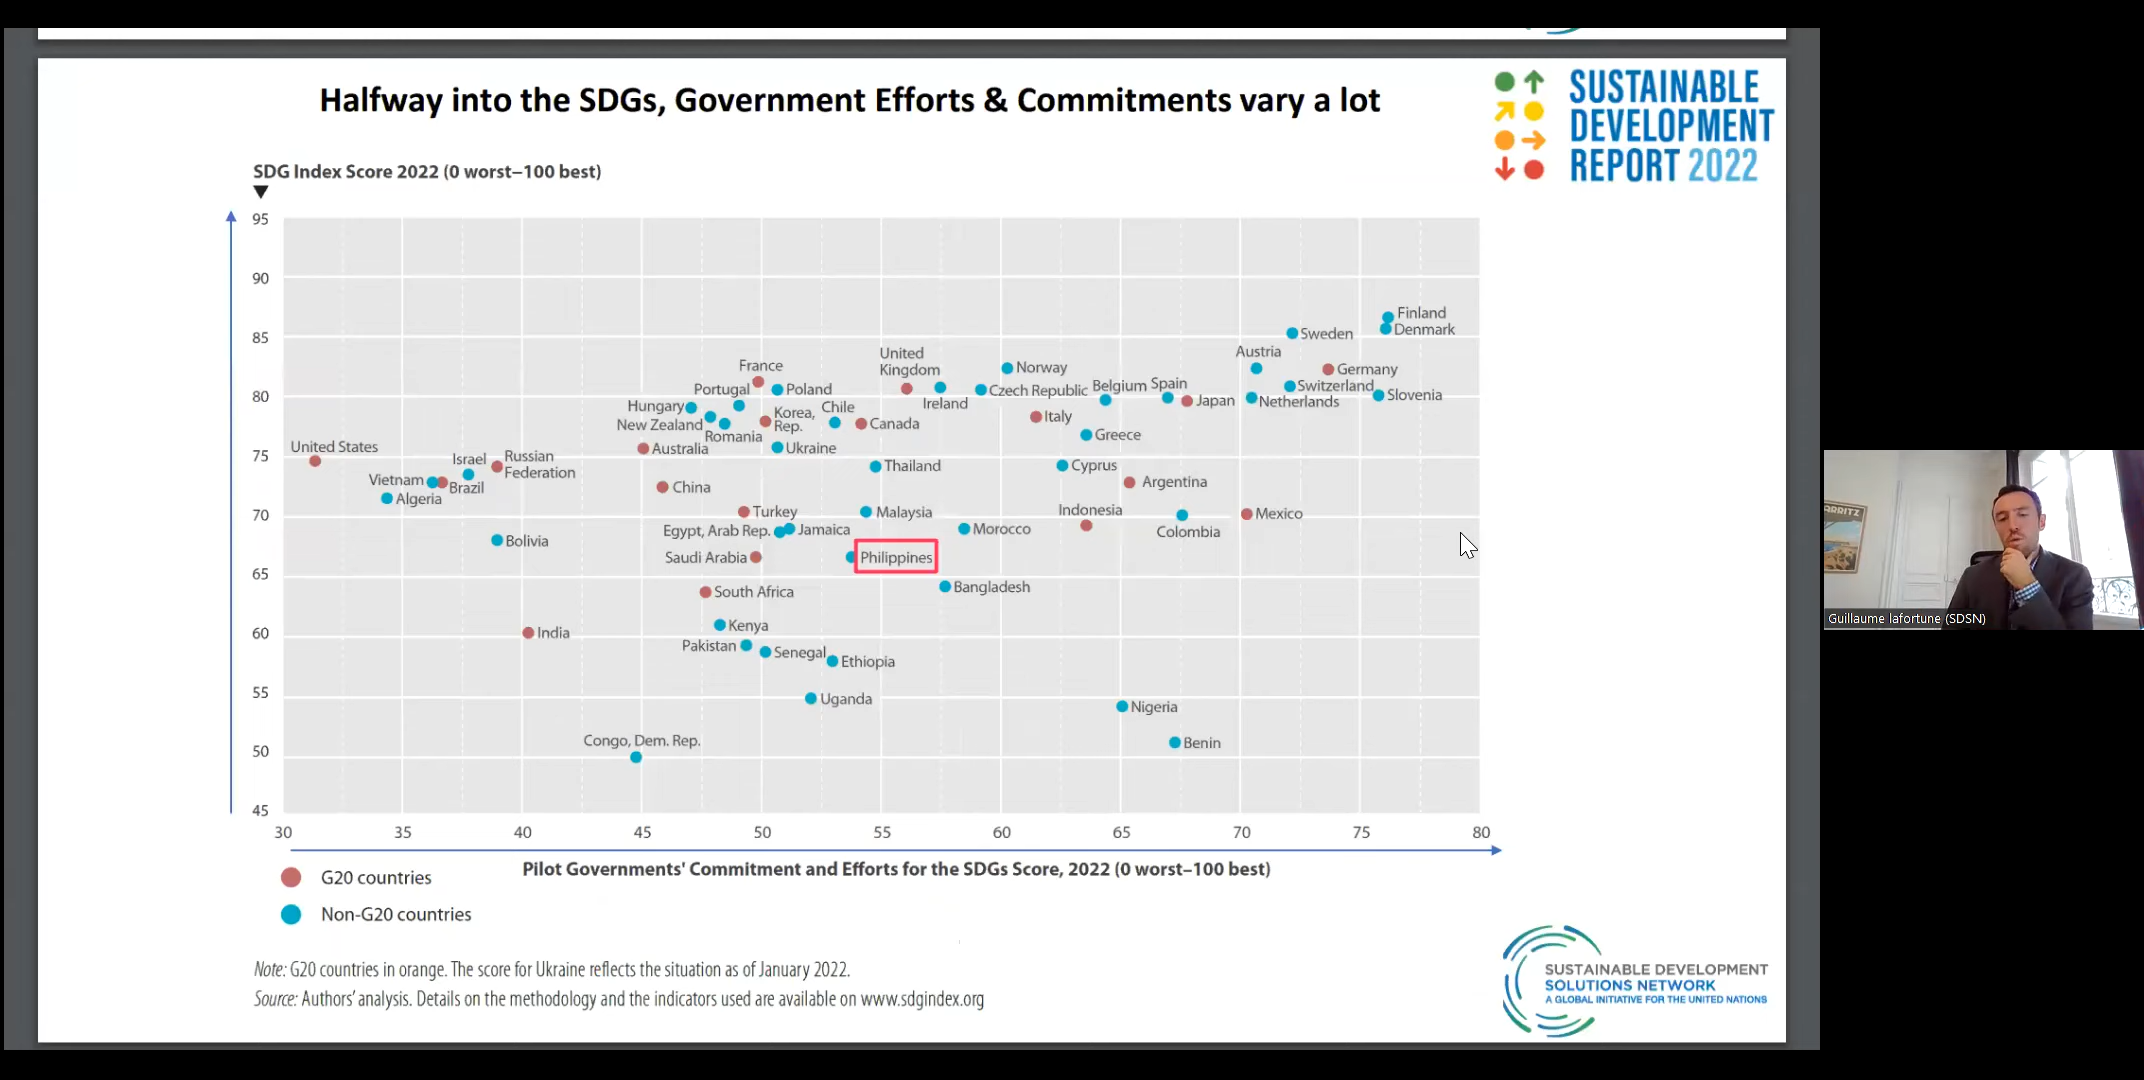 Halfway into the SDGs, Government Efforts & Commitments vary a lot
SUSTAINABLE
DEVELOPMENT
REPORT 2022
SDG Index Score 2022 (0 worst–100 best)
95
90
85
80
75
70
65
60
55
50
45
30
35
40
45
50
55
60
65
70
75
80
Finland
Denmark
Sweden
Austria
Germany
Switzerland
Slovenia
Netherlands
United
Kingdom
Norway
France
Portugal
Poland
Ireland
Czech Republic
Belgium
Spain
Japan
Hungary
New Zealand
Romania
Korea,
Rep.
Chile
Canada
Italy
Greece
United States
Australia
Ukraine
Israel
Russian
Federation
Thailand
Cyprus
Vietnam
Brazil
Algeria
China
Argentina
Turkey
Malaysia
Indonesia
Mexico
Egypt, Arab Rep.
Jamaica
Morocco
Colombia
Bolivia
Saudi Arabia
Philippines
South Africa
Bangladesh
India
Kenya
Pakistan
Senegal
Ethiopia
Uganda
Nigeria
Congo, Dem. Rep.
Benin
Pilot Governments' Commitment and Efforts for the SDGs Score, 2022 (0 worst–100 best)
G20 countries
Non-G20 countries
Note: G20 countries in orange. The score for Ukraine reflects the situation as of January 2022.
Source: Authors’ analysis. Details on the methodology and the indicators used are available on www.sdgindex.org
SUSTAINABLE DEVELOPMENT
SOLUTIONS NETWORK
A GLOBAL INITIATIVE FOR THE UNITED NATIONS
Guillaume lafortune (SDSN)